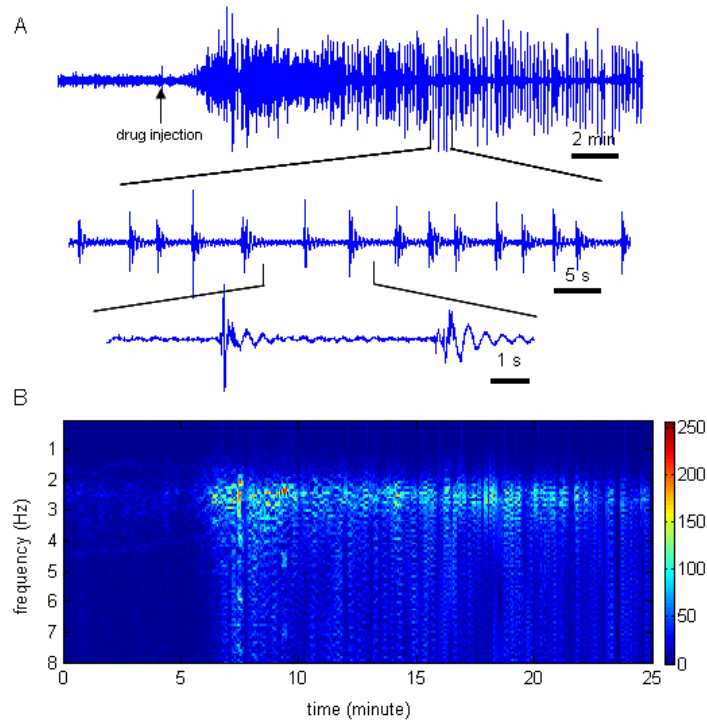 A
drug injection
2 min
5 s
1 s
B
frequency (Hz)
1
2
3
4
5
6
7
8
0 5 10 15 20 25
time (minute)
250
200
150
100
50
0